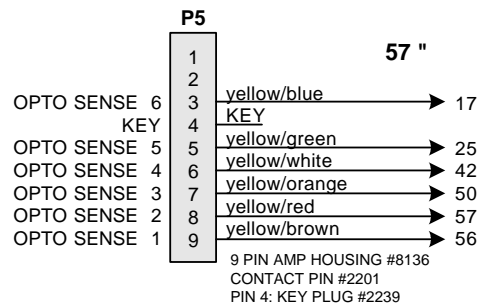 P5
57 "
1
2
OPTO SENSE 6 3 yellow/blue 17
KEY 4 KEY
OPTO SENSE 5 5 yellow/green 25
OPTO SENSE 4 6 yellow/white 42
OPTO SENSE 3 7 yellow/orange 50
OPTO SENSE 2 8 yellow/red 57
OPTO SENSE 1 9 yellow/brown 56
9 PIN AMP HOUSING #8136
CONTACT PIN #2201
PIN 4: KEY PLUG #2239